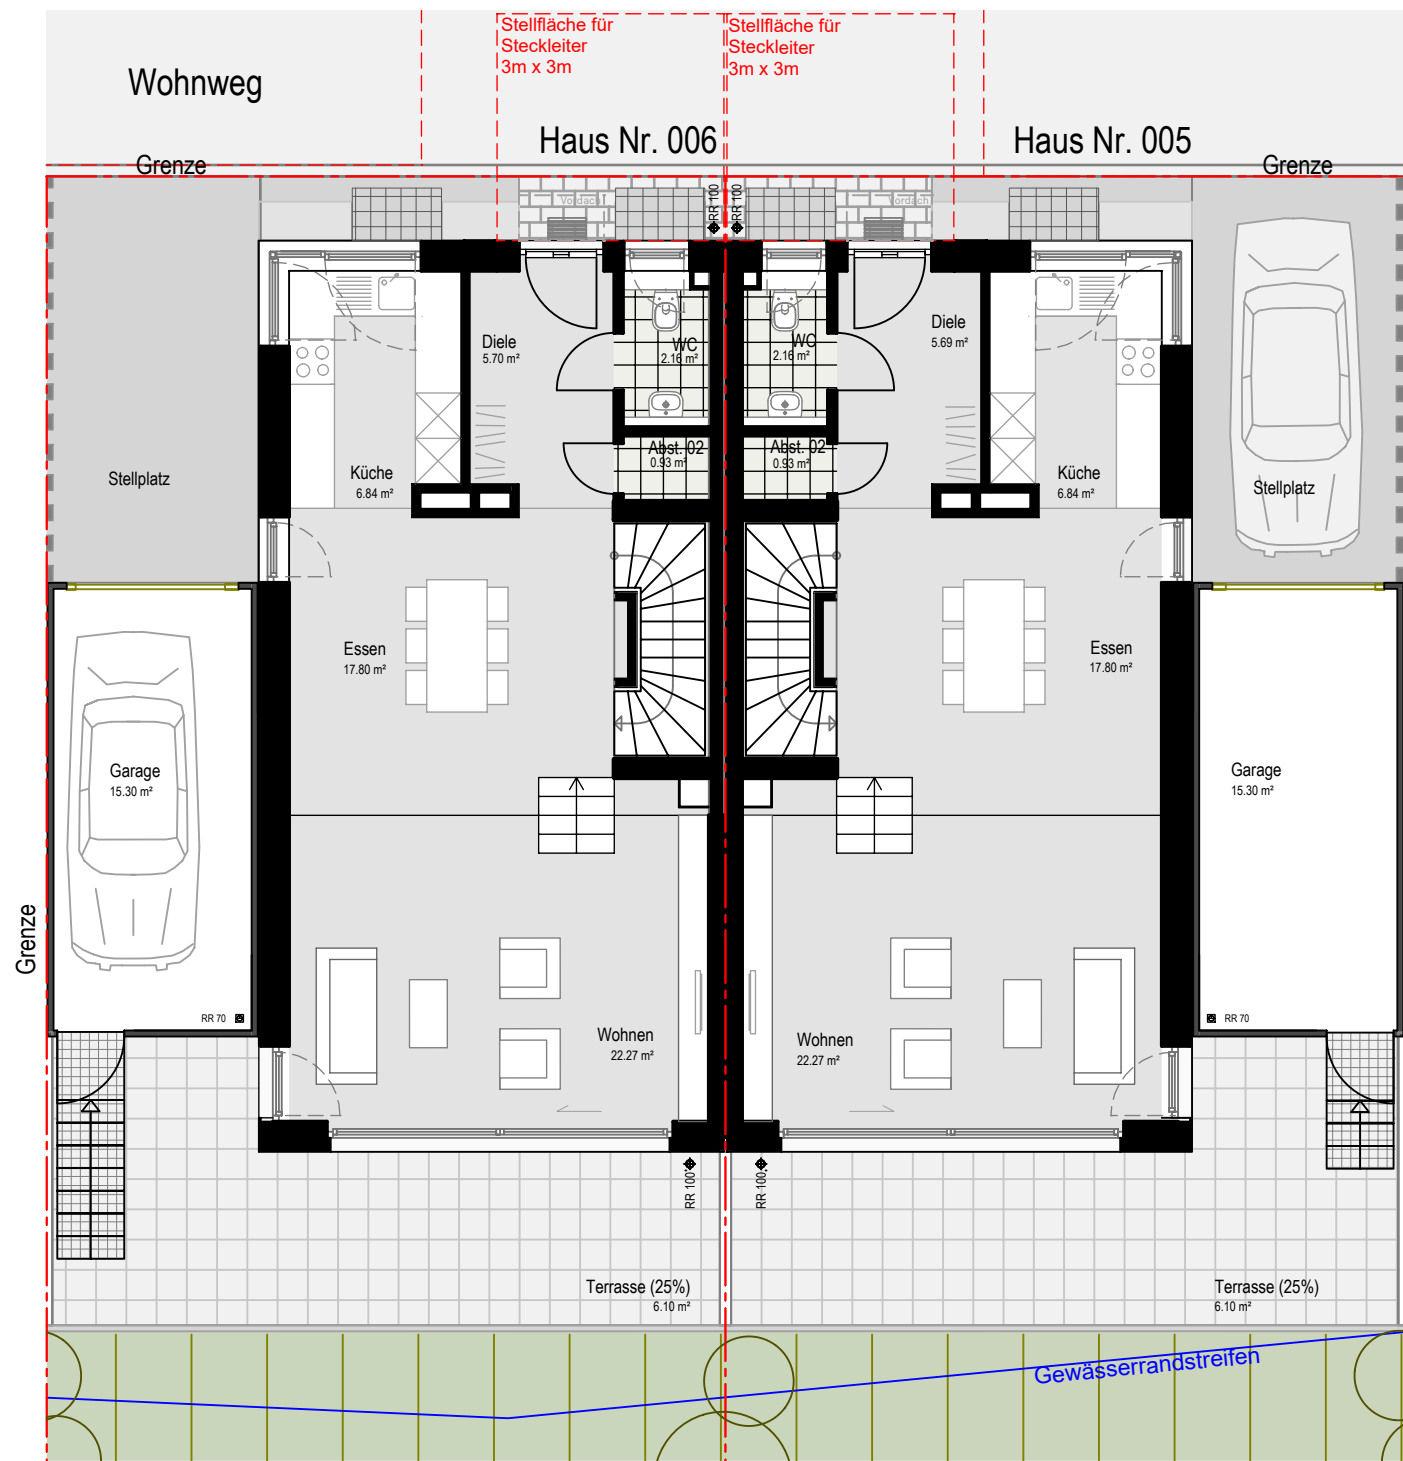 Stellfläche für
Steckleiter
3m x 3m
Stellfläche für
Steckleiter
3m x 3m
Wohnweg
Haus Nr. 006
Haus Nr. 005
Grenze
Grenze
Vordach
RR 100
RR 100
Vordach
Diele
5.70 m²
WC
2.16 m²
WC
2.16 m²
Diele
5.69 m²
Abst. 02
0.93 m²
Abst. 02
0.93 m²
Küche
6.84 m²
Küche
6.84 m²
Stellplatz
Stellplatz
Essen
17.80 m²
Essen
17.80 m²
Garage
15.30 m²
Garage
15.30 m²
Grenze
RR 70
RR 70
Wohnen
22.27 m²
Wohnen
22.27 m²
RR 100
RR 100
Terrasse (25%)
6.10 m²
Terrasse (25%)
6.10 m²
Gewässerrandstreifen